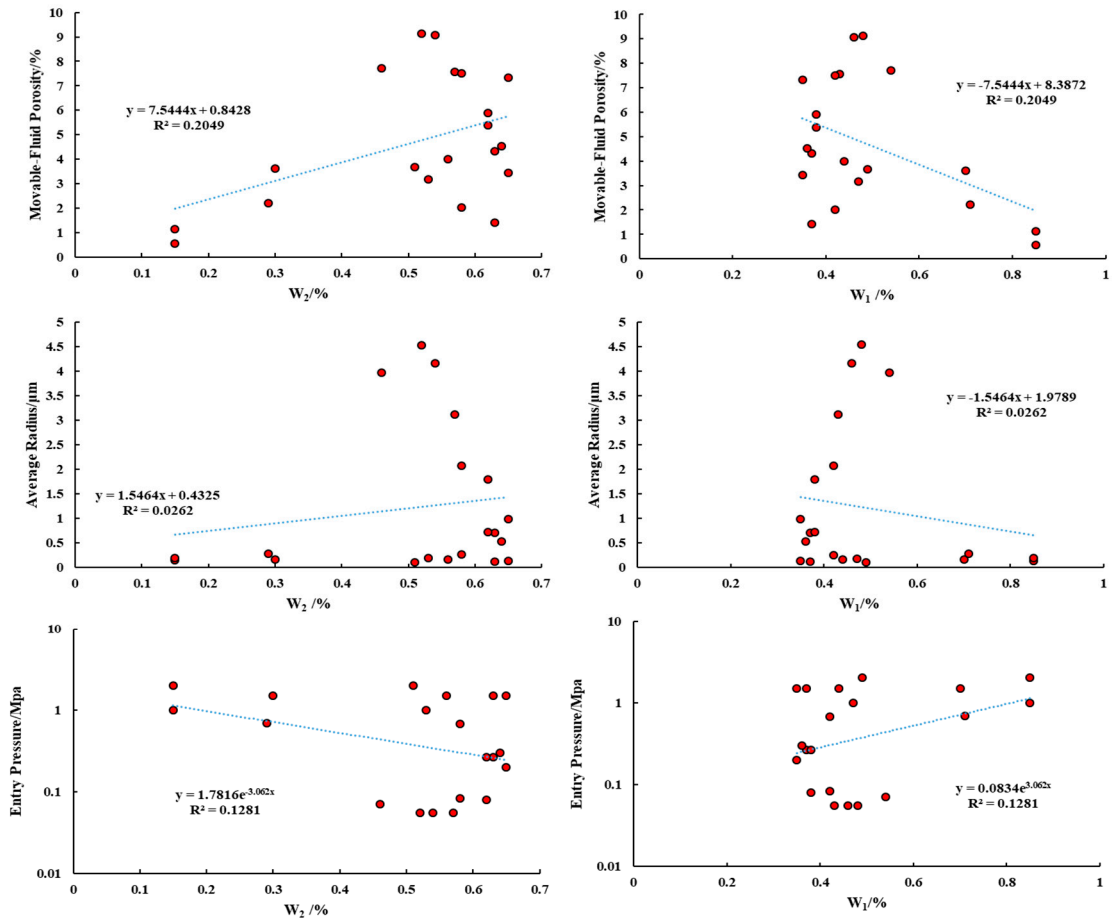 10
9
8
7
6
5
4
3
2
1
0
Movable-Fluid Porosity/%
y = 7.5444x + 0.8428
R² = 0.2049
0 0.1 0.2 0.3 0.4 0.5 0.6 0.7
W₂/%
10
9
8
7
6
5
4
3
2
1
0
Movable-Fluid Porosity/%
y = -7.5444x + 8.3872
R² = 0.2049
0 0.2 0.4 0.6 0.8 1
W₁ /%
5
4.5
4
3.5
3
2.5
2
1.5
1
0.5
0
Average Radius/μm
y = 1.5464x + 0.4325
R² = 0.0262
0 0.1 0.2 0.3 0.4 0.5 0.6 0.7
W₂ /%
5
4.5
4
3.5
3
2.5
2
1.5
1
0.5
0
Average Radius/μm
y = -1.5464x + 1.9789
R² = 0.0262
0 0.2 0.4 0.6 0.8 1
W₁/%
10
1
0.1
0.01
Entry Pressure/Mpa
y = 1.7816e⁻³·⁰⁶²ˣ
R² = 0.1281
0 0.1 0.2 0.3 0.4 0.5 0.6 0.7
W₂ /%
10
1
0.1
0.01
Entry Pressure/Mpa
y = 0.0834e³·⁰⁶²ˣ
R² = 0.1281
0 0.2 0.4 0.6 0.8 1
W₁/%